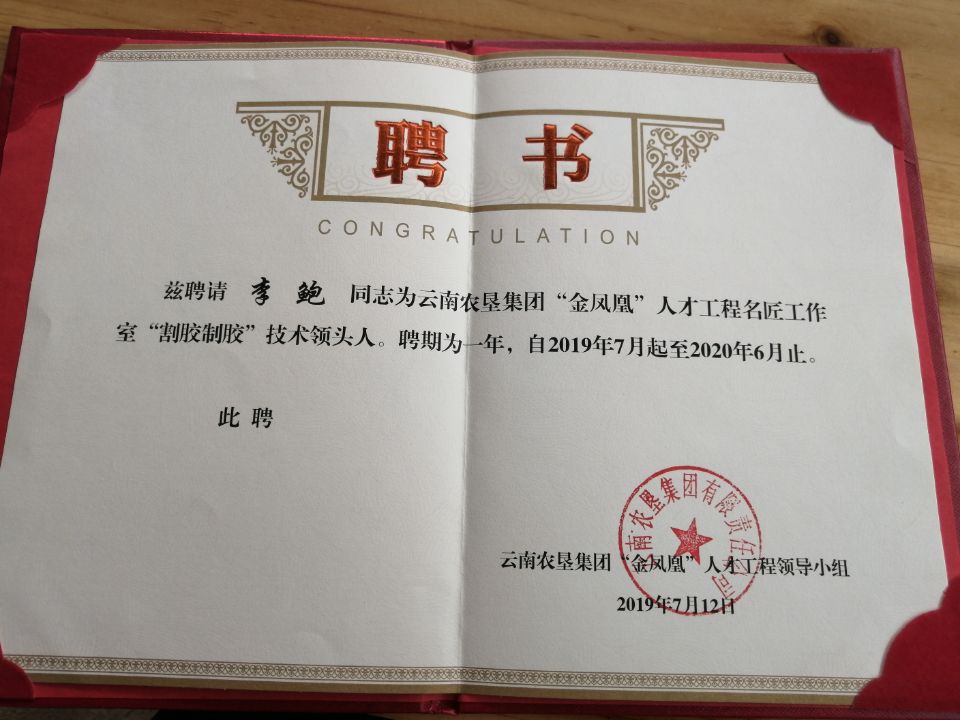 聘书
CONGRATULATION
兹聘请 李鲍 同志为云南农垦集团“金凤凰”人才工程名匠工作
室“割胶制胶”技术领头人。聘期为一年，自2019年7月起至2020年6月止。
此聘
云南农垦集团有限责任公司
云南农垦集团“金凤凰”人才工程领导小组
2019年7月12日